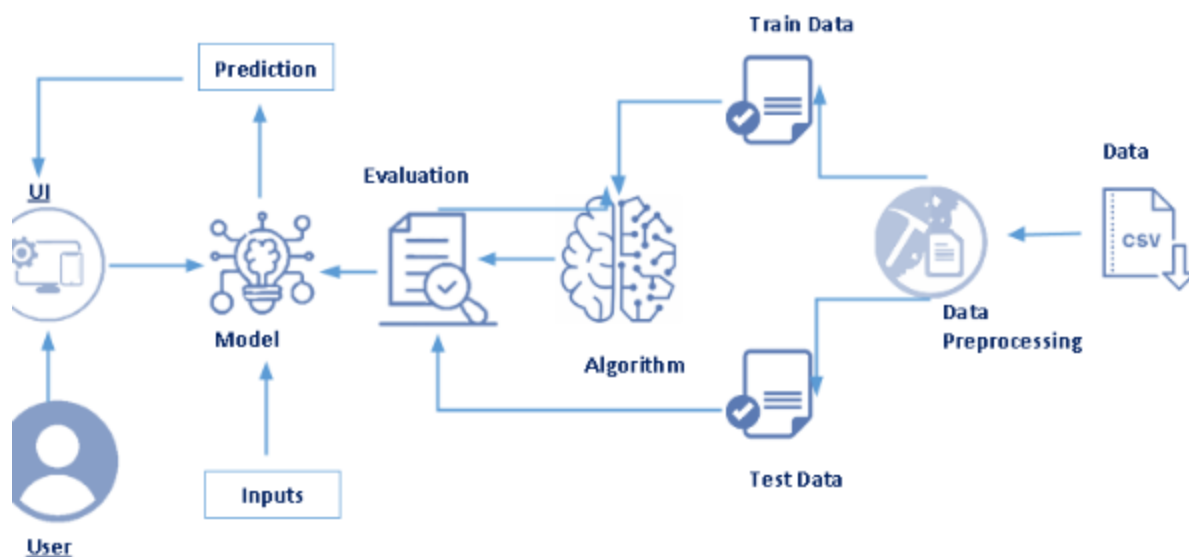 Train Data
Prediction
Data
Evaluation
UI
CSV
Model
Data
Preprocessing
Algorithm
Test Data
Inputs
User